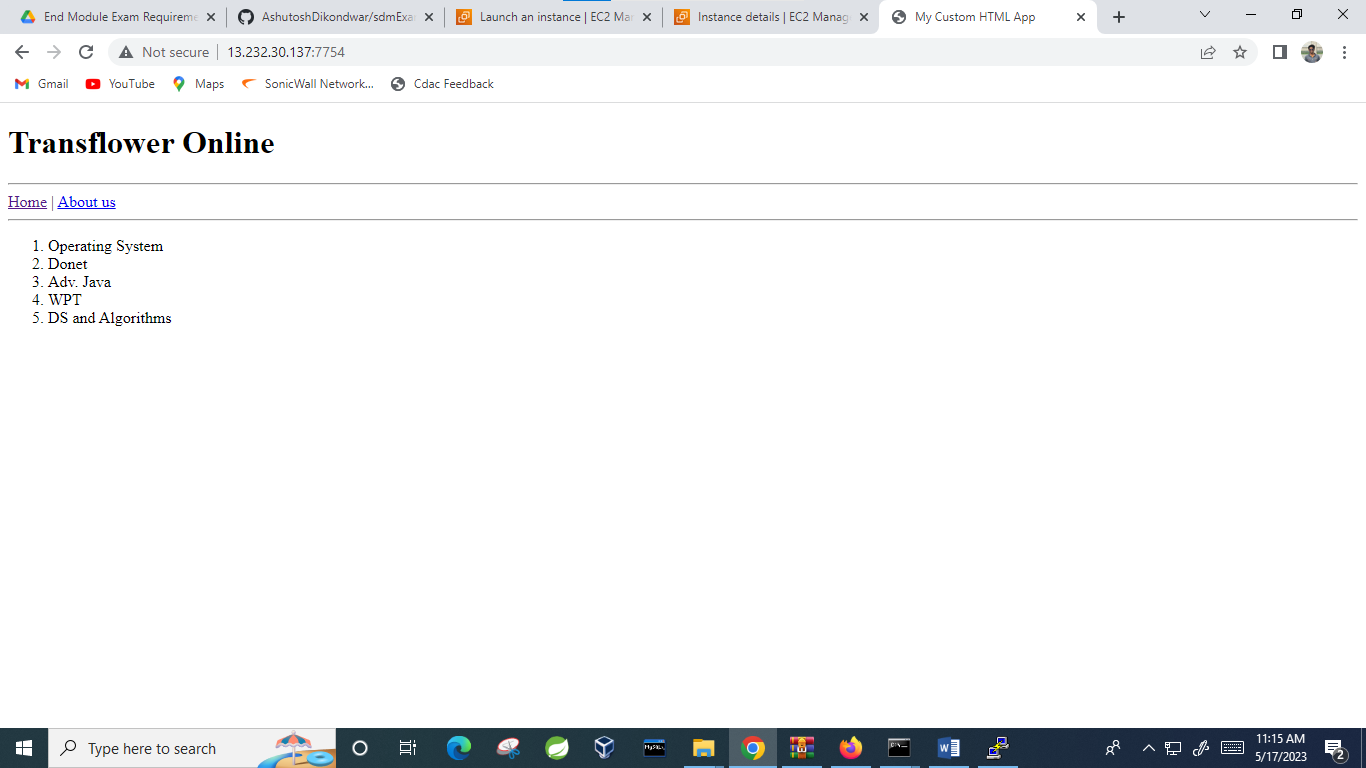 End Module Exam Requireme
AshutoshDikondwar/sdmExa
Launch an instance | EC2 Mar
Instance details | EC2 Manag
My Custom HTML App
Not secure
13.232.30.137:7754
Gmail
YouTube
Maps
SonicWall Network...
Cdac Feedback
Transflower Online
Home | About us
1. Operating System
2. Donet
3. Adv. Java
4. WPT
5. DS and Algorithms
Type here to search
MySQL
11:15 AM
5/17/2023
2